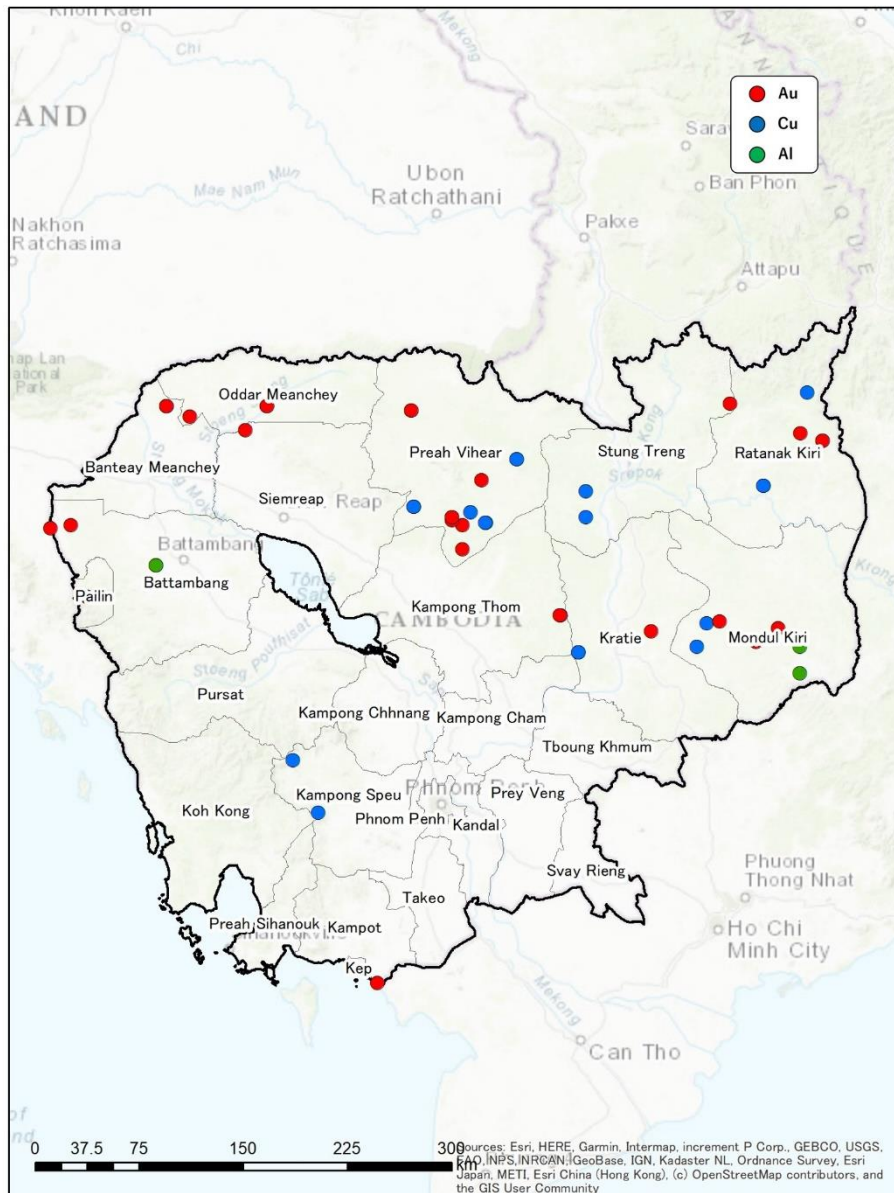 Khon Kaen
Chi
Mekong
Au
Cu
Al
AND
Ubon
Ratchathani
Mae Nam Mun
Nakhon
Ratchasima
Ban Phon
Pakxe
Attapu
Park
Oddar Meanchey
Preah Vihear
Stung Treng
Kong
Ratanak Kiri
Banteay Meanchey
Siemreap
Reap
Srepok
Battambang
Battambang
Pailin
Tônlé
Kampong Thom
CAMBODIA
Kratie
Mondul Kiri
Krong
Stoeng Pouthisat
Pursat
Kampong Chhnang
Kampong Cham
Tboung Khmum
Koh Kong
Kampong Speu
Phnom Penh
Phnom Penh
Prey Veng
Kandal
Svay Rieng
Takeo
Preah Sihanouk
Kampot
Kep
Phuong
Thong Nhat
Ho Chi
Minh City
Mekong
Can Tho
0 37.5 75 150 225 300
km
Sources: Esri, HERE, Garmin, Intermap, increment P Corp., GEBCO, USGS,
FAO, NPS, NRCAN, GeoBase, IGN, Kadaster NL, Ordnance Survey, Esri
Japan, METI, Esri China (Hong Kong), (c) OpenStreetMap contributors, and
the GIS User Community